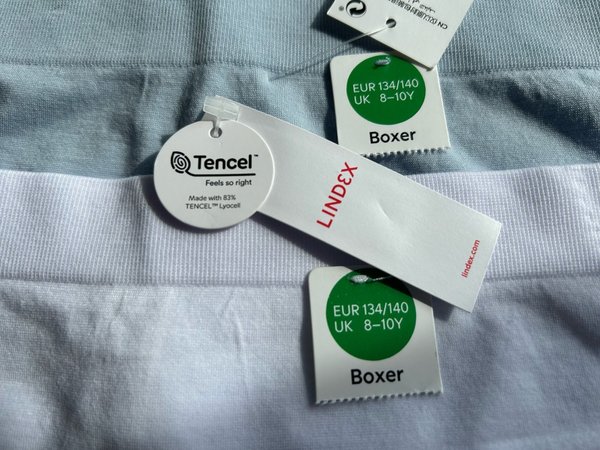 EUR 134/140
UK 8–10Y
Boxer
Tencel™
Feels so right
Made with 83%
TENCEL™ Lyocell
LINDEX
lindex.com
EUR 134/140
UK 8–10Y
Boxer